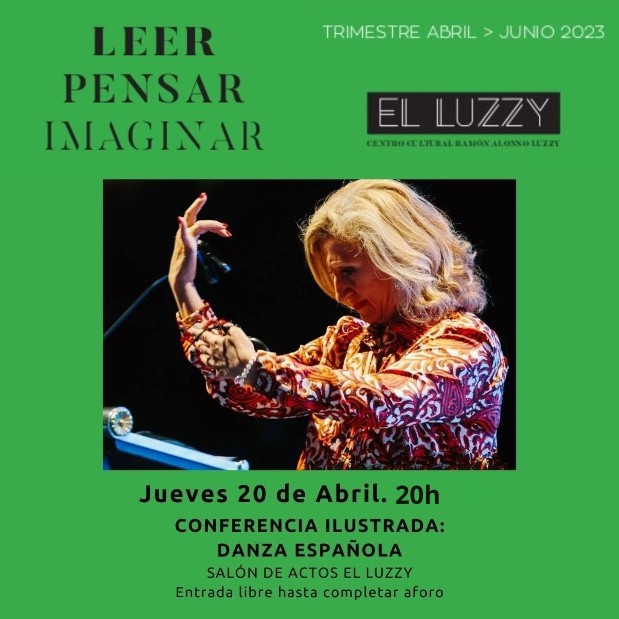 LEER
PENSAR
IMAGINAR
TRIMESTRE ABRIL > JUNIO 2023
EL LUZZY
CENTRO CULTURAL RAMÓN ALONSO LUZZY
Jueves 20 de Abril. 20h
CONFERENCIA ILUSTRADA:
DANZA ESPAÑOLA
SALÓN DE ACTOS EL LUZZY
Entrada libre hasta completar aforo